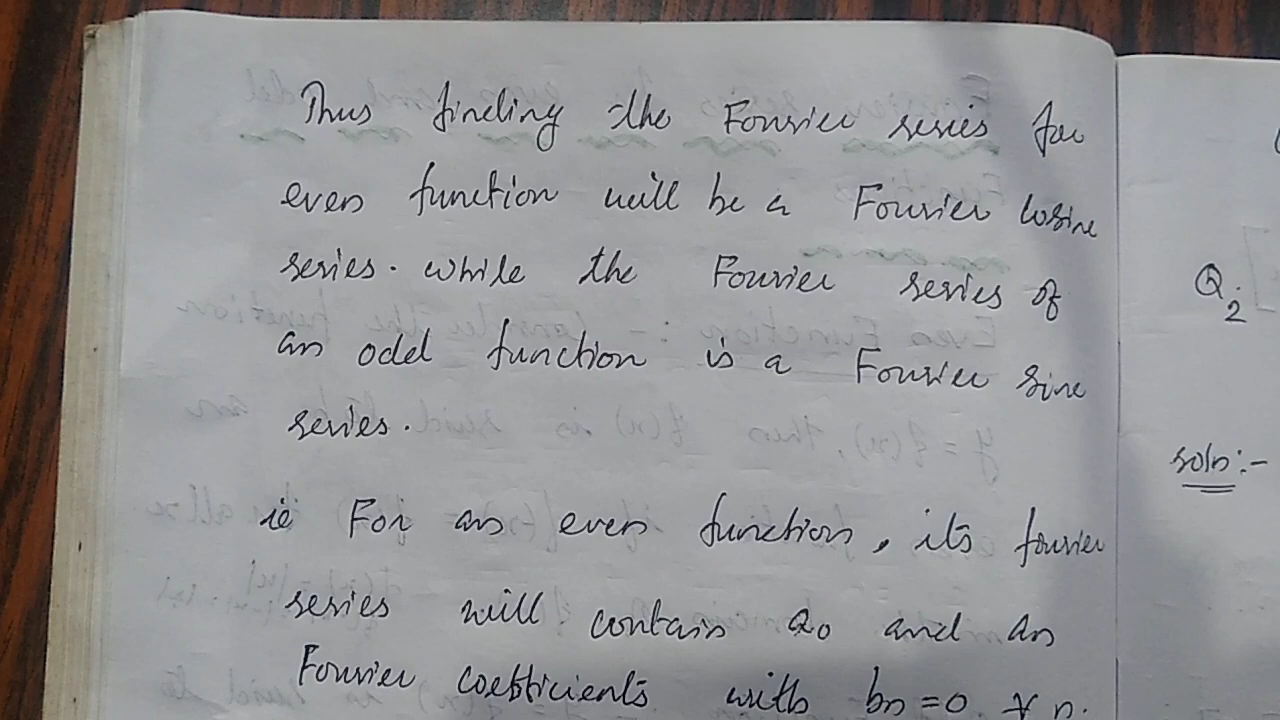 Thus finding the Fourier series for
even function will be a Fourier cosine
series. while the Fourier series of
an odd function is a Fourier sine
series.
ie For an even function, its fourier
series will contain a0 and an
Fourier coefficients with bn=0 ∀ n.
Q.2
soln:-